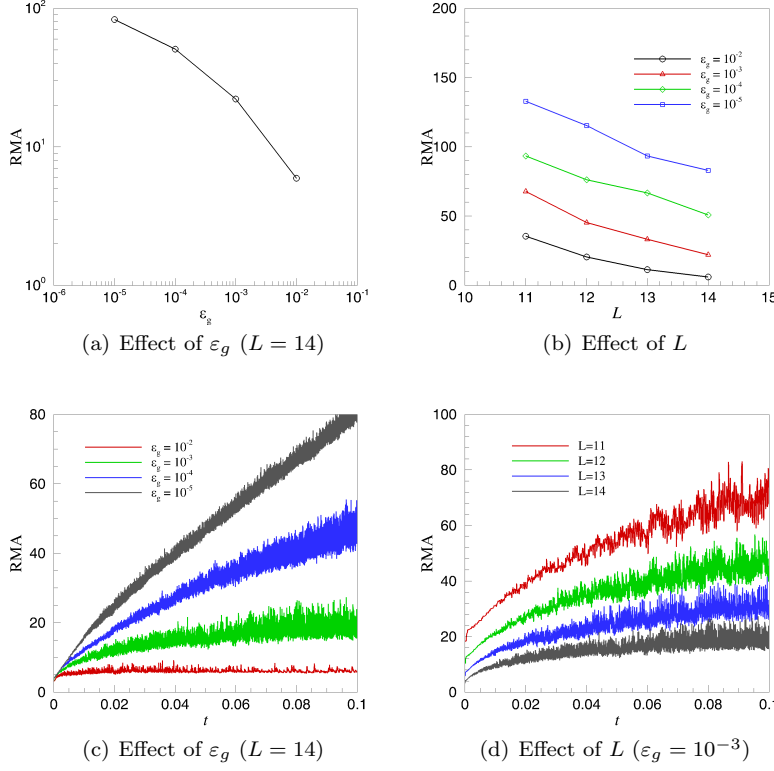 10² 
RMA
10¹
10⁰
10⁻⁶ 10⁻⁵ 10⁻⁴ 10⁻³ 10⁻² 10⁻¹
ε_g
(a) Effect of ε_g (L = 14)
200
150
RMA
100
50
0
ε_g = 10⁻²
ε_g = 10⁻³
ε_g = 10⁻⁴
ε_g = 10⁻⁵
10 11 12 13 14 15
L
(b) Effect of L
80
60
RMA
40
20
0
ε_g = 10⁻²
ε_g = 10⁻³
ε_g = 10⁻⁴
ε_g = 10⁻⁵
0 0.02 0.04 0.06 0.08 0.1
t
(c) Effect of ε_g (L = 14)
100
80
60
RMA
40
20
0
L=11
L=12
L=13
L=14
0 0.02 0.04 0.06 0.08 0.1
t
(d) Effect of L (ε_g = 10⁻³)